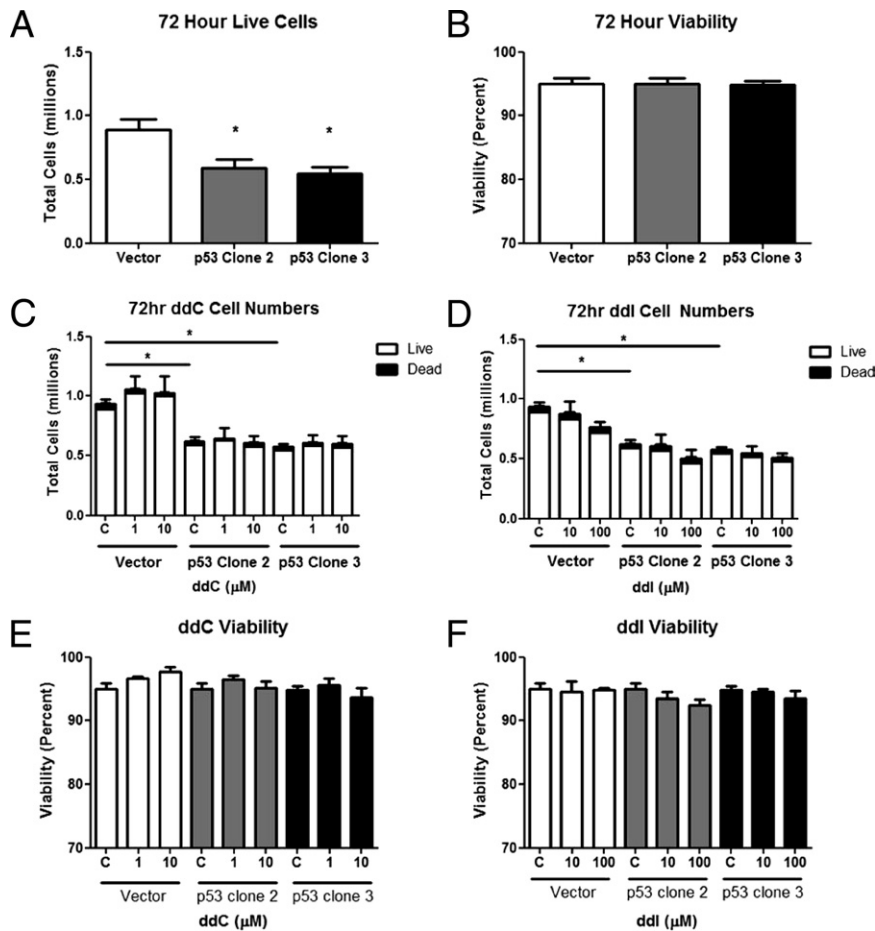 A
72 Hour Live Cells
Total Cells (millions)
1.5
1.0
0.5
0.0
*
*
Vector
p53 Clone 2
p53 Clone 3
B
72 Hour Viability
Viability (Percent)
100
90
80
70
Vector
p53 Clone 2
p53 Clone 3
C
72hr ddC Cell Numbers
Total Cells (millions)
1.5
1.0
0.5
0.0
*
*
Live
Dead
C 1 10 C 1 10 C 1 10
Vector p53 Clone 2 p53 Clone 3
ddC (µM)
D
72hr ddI Cell Numbers
Total Cells (millions)
1.5
1.0
0.5
0.0
*
*
Live
Dead
C 10 100 C 10 100 C 10 100
Vector p53 Clone 2 p53 Clone 3
ddI (µM)
E
ddC Viability
Viability (Percent)
100
90
80
70
C 1 10 C 1 10 C 1 10
Vector p53 clone 2 p53 clone 3
ddC (µM)
F
ddI Viability
Viability (Percent)
100
90
80
70
C 10 100 C 10 100 C 10 100
Vector p53 clone 2 p53 clone 3
ddI (µM)